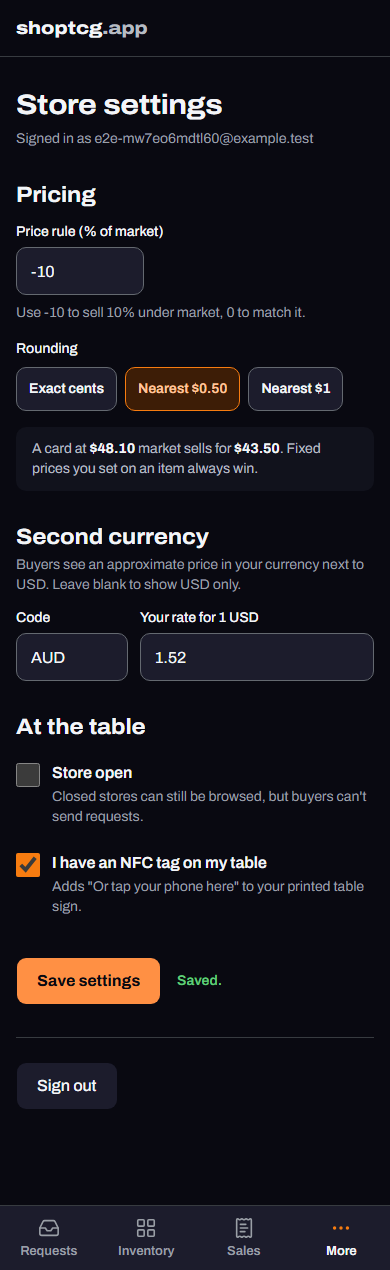 shoptcg.app
Store settings
Signed in as e2e-mw7eo6mdtl60@example.test
Pricing
Price rule (% of market)
-10
Use -10 to sell 10% under market, 0 to match it.
Rounding
Exact cents
Nearest $0.50
Nearest $1
A card at $48.10 market sells for $43.50. Fixed
prices you set on an item always win.
Second currency
Buyers see an approximate price in your currency next to
USD. Leave blank to show USD only.
Code
Your rate for 1 USD
AUD
1.52
At the table
Store open
Closed stores can still be browsed, but buyers can't
send requests.
I have an NFC tag on my table
Adds "Or tap your phone here" to your printed table
sign.
Save settings
Saved.
Sign out
Requests
Inventory
Sales
More